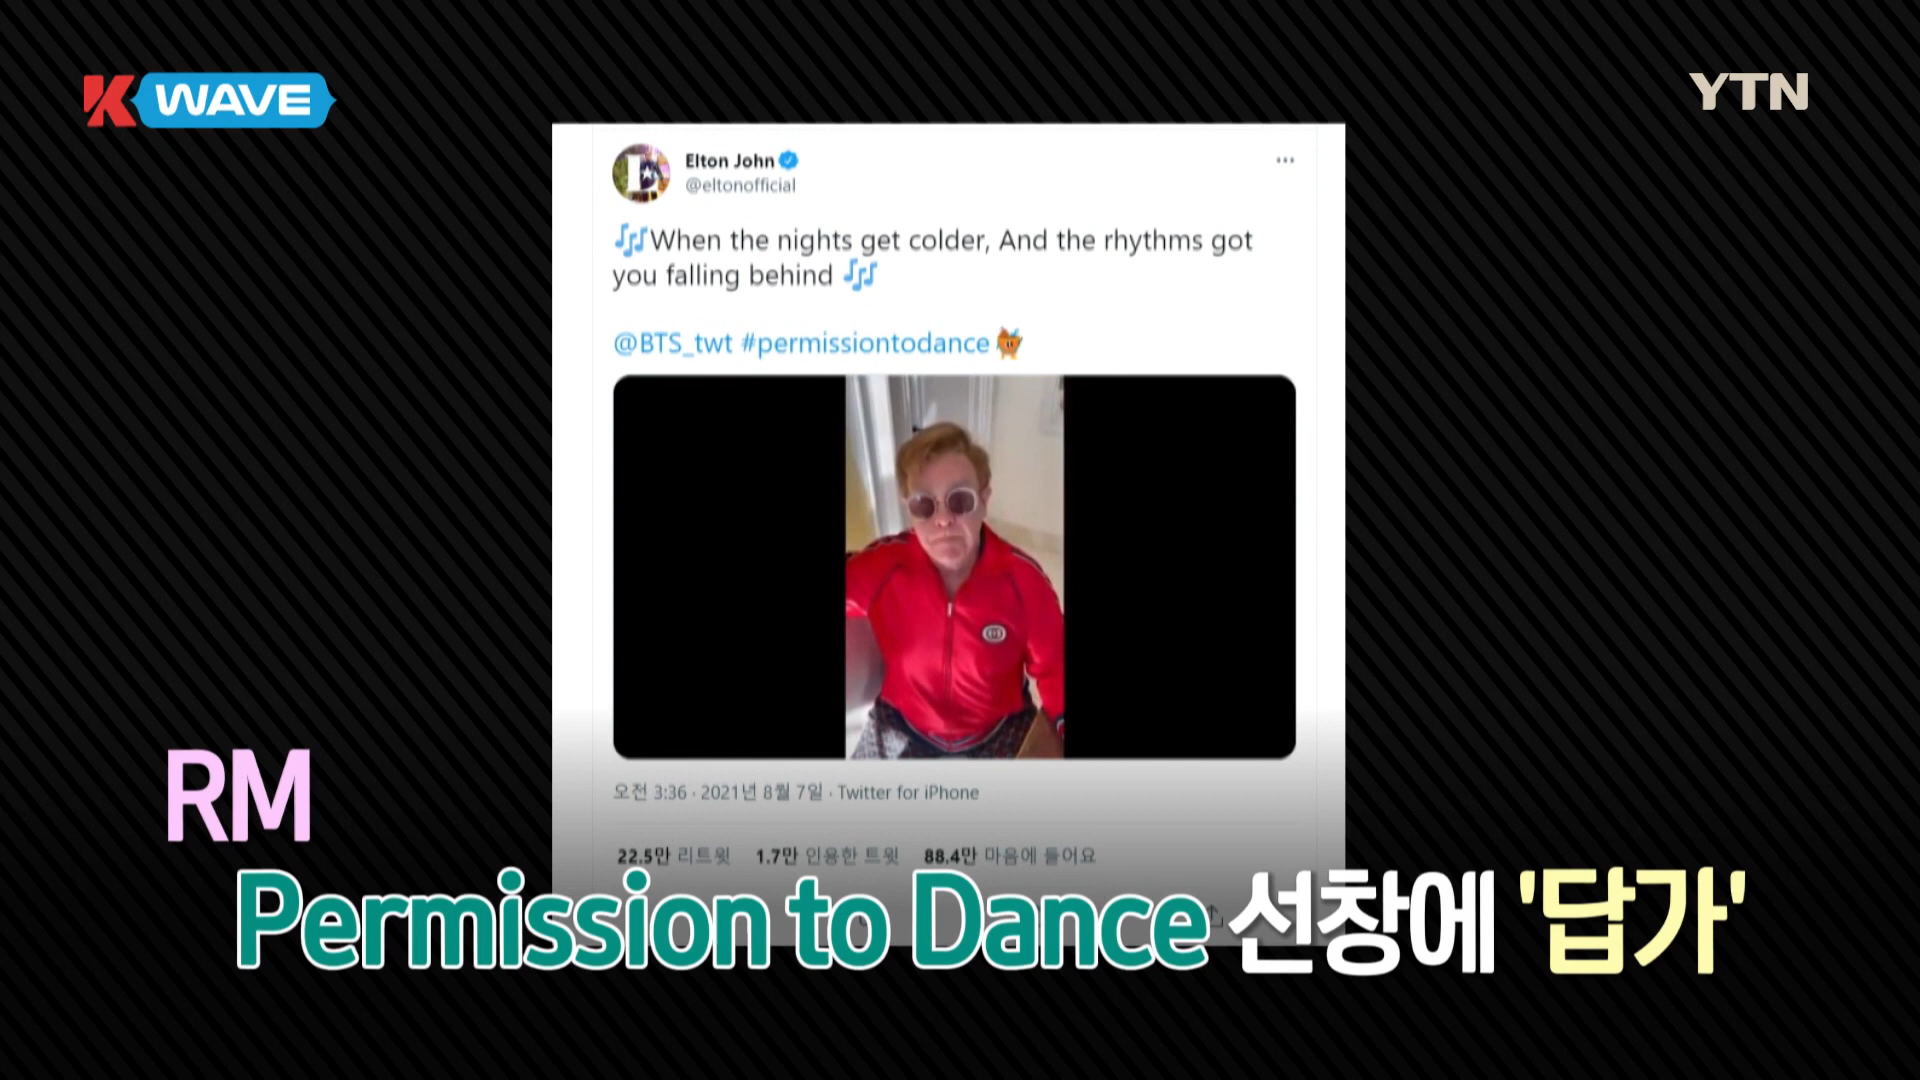 K WAVE
YTN
Elton John
@eltonofficial
🎶When the nights get colder, And the rhythms got
you falling behind 🎶
@BTS_twt #permissiontodance
오전 3:36 · 2021년 8월 7일 · Twitter for iPhone
22.5만 리트윗 1.7만 인용한 트윗 88.4만 마음에 들어요
RM
Permission to Dance 선창에 '답가'